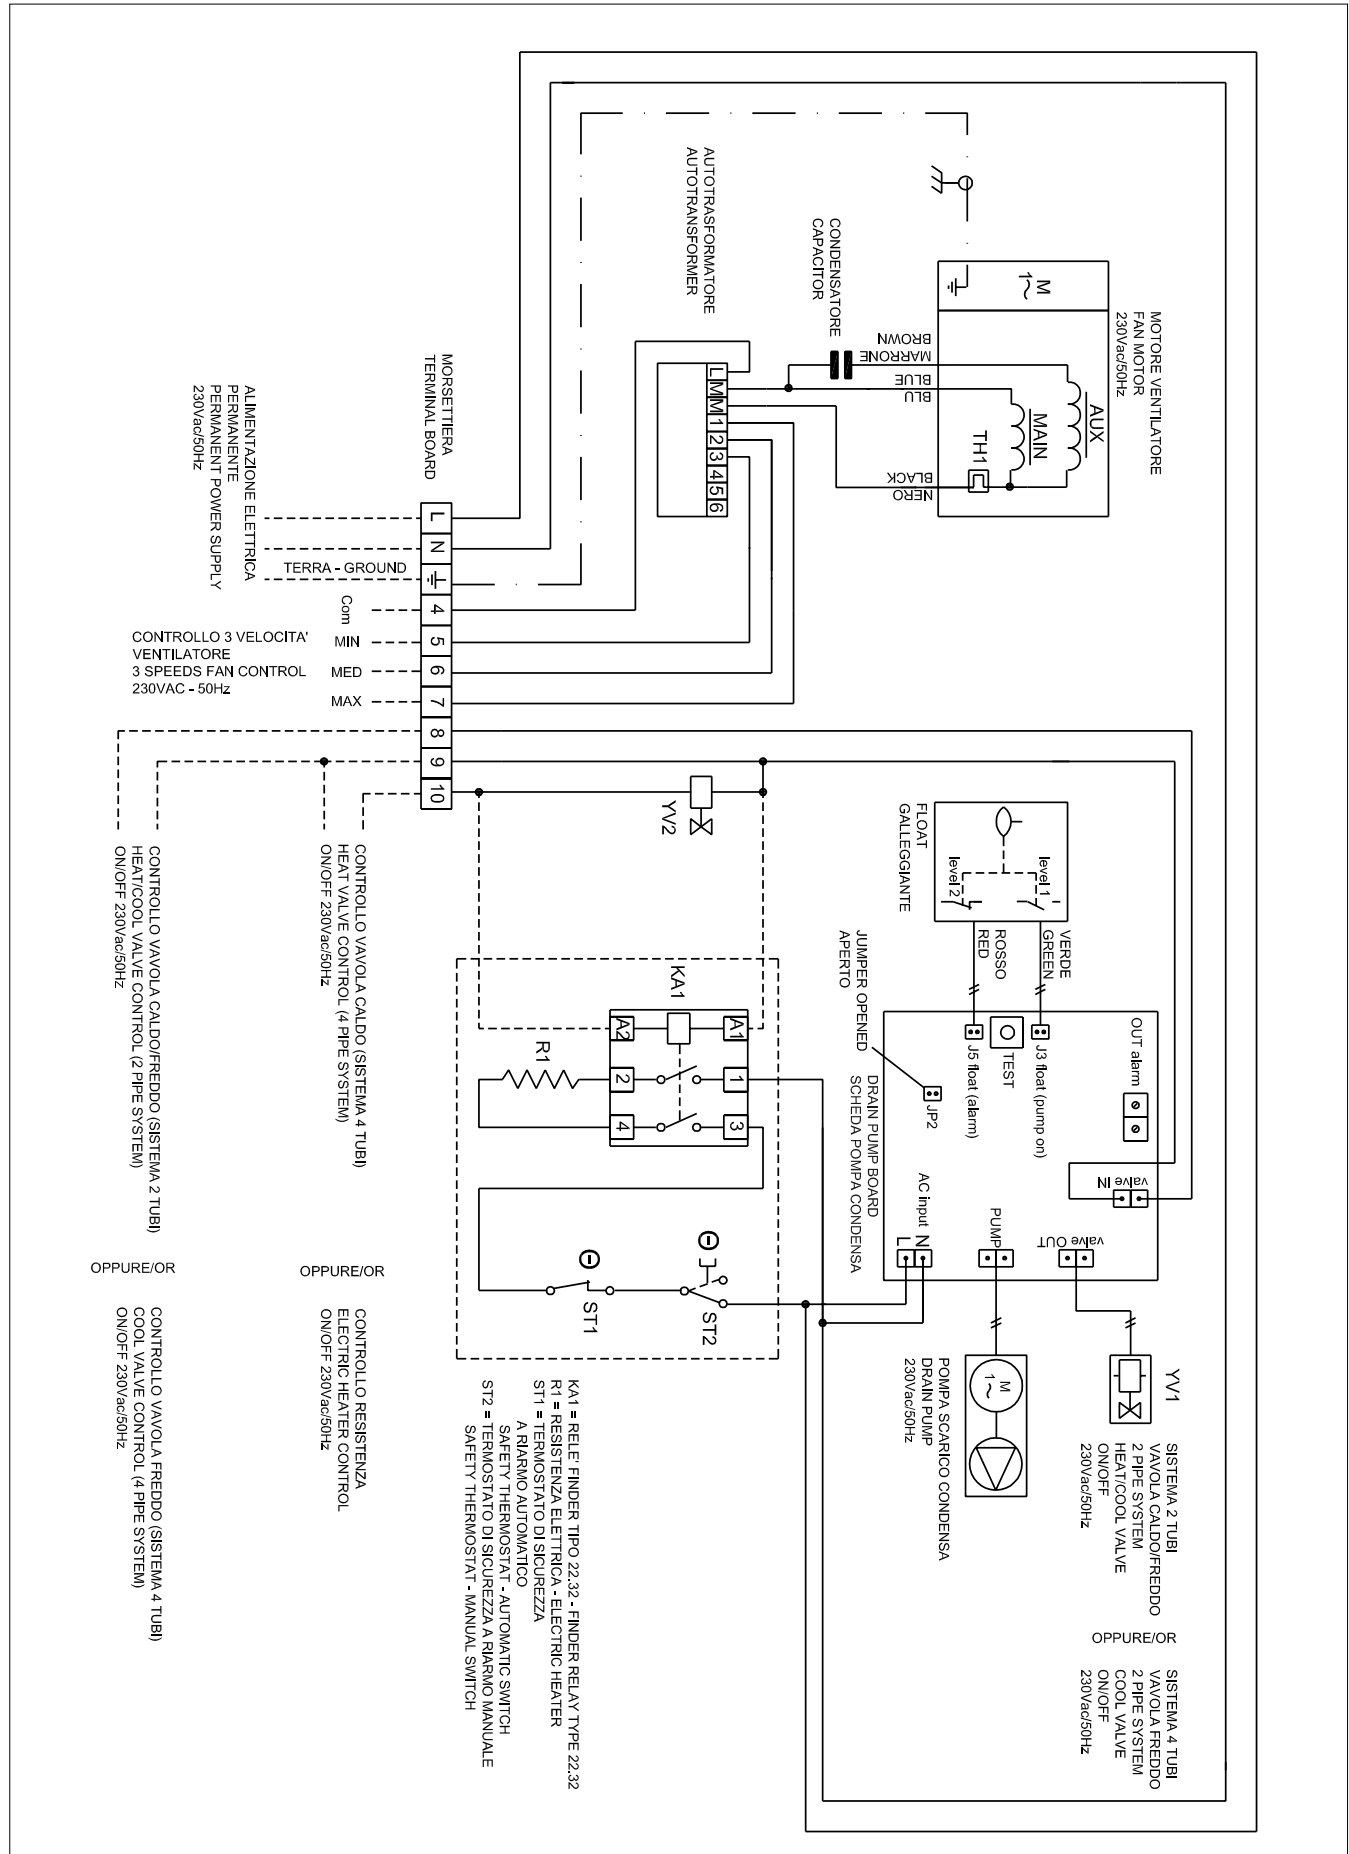 MOTORE VENTILATORE
FAN MOTOR
230Vac/50Hz
M
1~
AUX
MAIN
TH1
BROWN
MARRONE
BLUE
BLU
BLACK
NERO
CONDENSATORE
CAPACITOR
AUTOTRASFORMATORE
AUTOTRANSFORMER
L
M
M
1
2
3
4
5
6
MORSETTIERA
TERMINAL BOARD
L
N
4
5
6
7
8
9
10
ALIMENTAZIONE ELETTRICA
PERMANENTE
PERMANENT POWER SUPPLY
230Vac/50Hz
TERRA - GROUND
Com
MIN
MED
MAX
CONTROLLO 3 VELOCITA'
VENTILATORE
3 SPEEDS FAN CONTROL
230VAC - 50Hz
YV2
FLOAT
GALLEGGIANTE
level 1
level 2
VERDE
GREEN
ROSSO
RED
JUMPER OPENED
APERTO
DRAIN PUMP BOARD
SCHEDA POMPA CONDENSA
OUT alarm
J3 float (pump on)
TEST
J5 float (alarm)
JP2
valve IN
valve OUT
PUMP
AC input
L
N
KA1
A1
A2
1
2
3
4
R1
ST1
ST2
YV1
SISTEMA 2 TUBI
VAVOLA CALDO/FREDDO
2 PIPE SYSTEM
HEAT/COOL VALVE
ON/OFF
230Vac/50Hz
OPPURE/OR
SISTEMA 4 TUBI
VAVOLA FREDDO
2 PIPE SYSTEM
COOL VALVE
ON/OFF
230Vac/50Hz
M
1~
POMPA SCARICO CONDENSA
DRAIN PUMP
230Vac/50Hz
KA1 = RELE' FINDER TIPO 22.32 - FINDER RELAY TYPE 22.32
R1 = RESISTENZA ELETTRICA - ELECTRIC HEATER
ST1 = TERMOSTATO DI SICUREZZA
A RIARMO AUTOMATICO
SAFETY THERMOSTAT - AUTOMATIC SWITCH
ST2 = TERMOSTATO DI SICUREZZA A RIARMO MANUALE
SAFETY THERMOSTAT - MANUAL SWITCH
CONTROLLO VAVOLA CALDO (SISTEMA 4 TUBI)
HEAT VALVE CONTROL (4 PIPE SYSTEM)
ON/OFF 230Vac/50Hz
OPPURE/OR
CONTROLLO RESISTENZA
ELECTRIC HEATER CONTROL
ON/OFF 230Vac/50Hz
CONTROLLO VAVOLA CALDO/FREDDO (SISTEMA 2 TUBI)
HEAT/COOL VALVE CONTROL (2 PIPE SYSTEM)
ON/OFF 230Vac/50Hz
OPPURE/OR
CONTROLLO VAVOLA FREDDO (SISTEMA 4 TUBI)
COOL VALVE CONTROL (4 PIPE SYSTEM)
ON/OFF 230Vac/50Hz